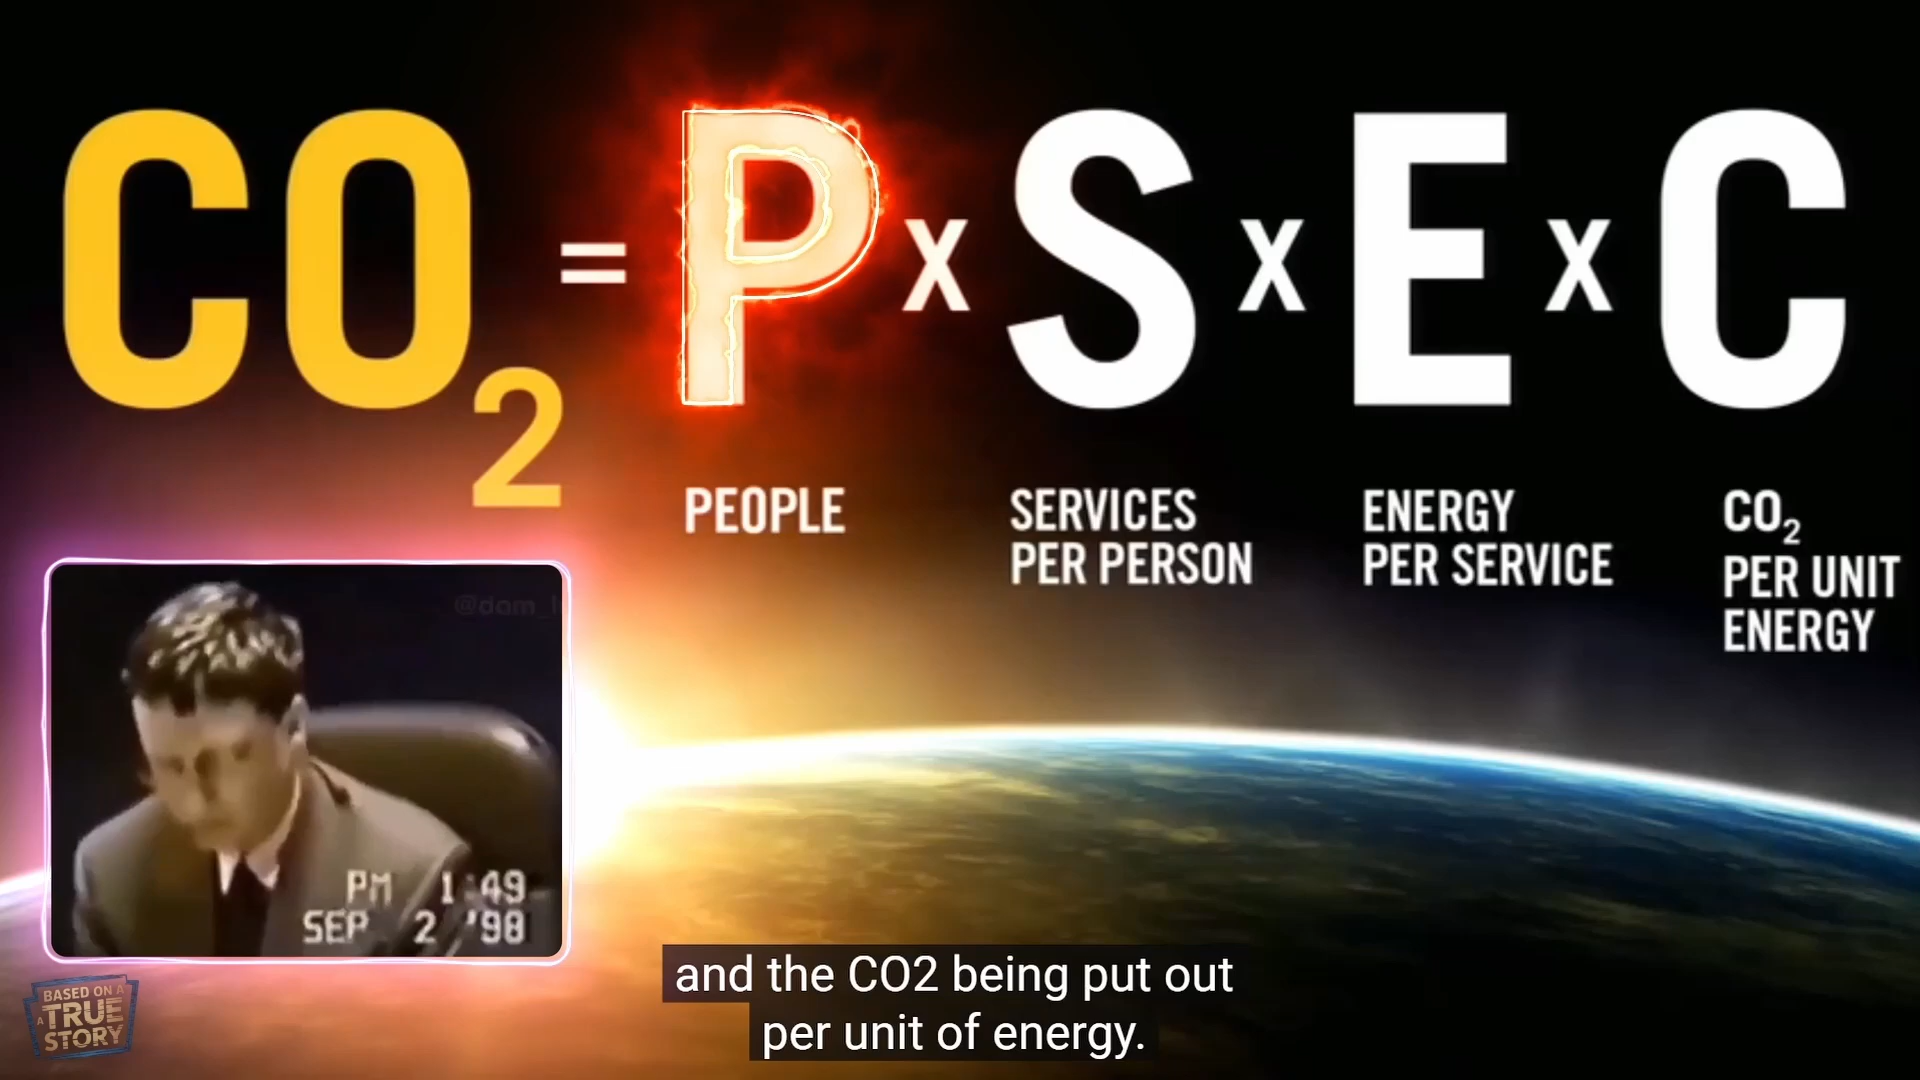 CO2 = P x S x E x C
PEOPLE
SERVICES
PER PERSON
ENERGY
PER SERVICE
CO2
PER UNIT
ENERGY
PM 1:49
SEP 2 '98
BASED ON A
A TRUE
STORY
and the CO2 being put out
per unit of energy.